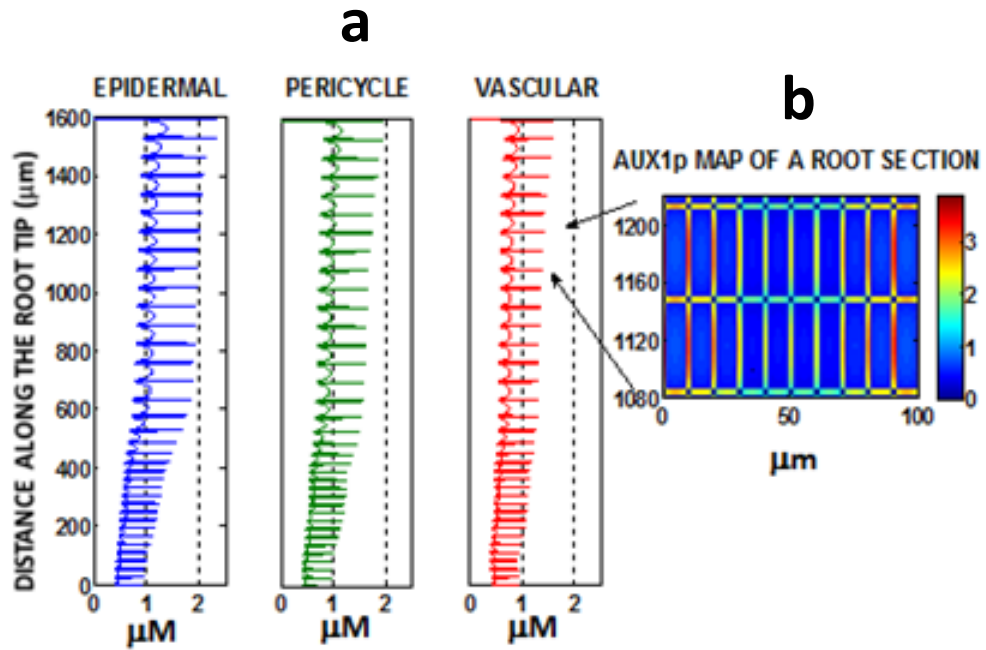 a
EPIDERMAL
PERICYCLE
VASCULAR
b
AUX1p MAP OF A ROOT SECTION
DISTANCE ALONG THE ROOT TIP (μm)
1600
1400
1200
1000
800
600
400
200
0
0 1 2
μM
0 1 2
μM
0 1 2
μM
1200
1160
1120
1080
0 50 100
μm
3
2
1
0